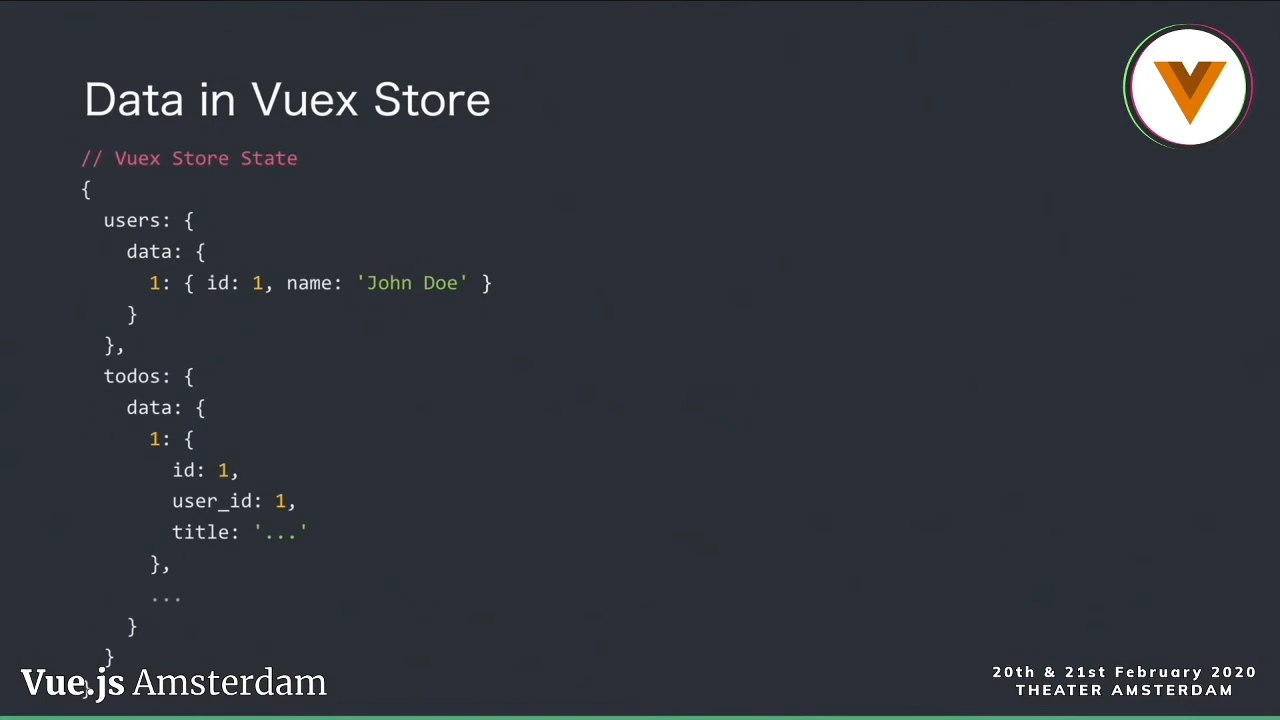 Data in Vuex Store
// Vuex Store State
{
  users: {
    data: {
      1: { id: 1, name: 'John Doe' }
    }
  },
  todos: {
    data: {
      1: {
        id: 1,
        user_id: 1,
        title: '...'
      },
      ...
    }
  }
}
Vue.js Amsterdam
20th & 21st February 2020
THEATER AMSTERDAM